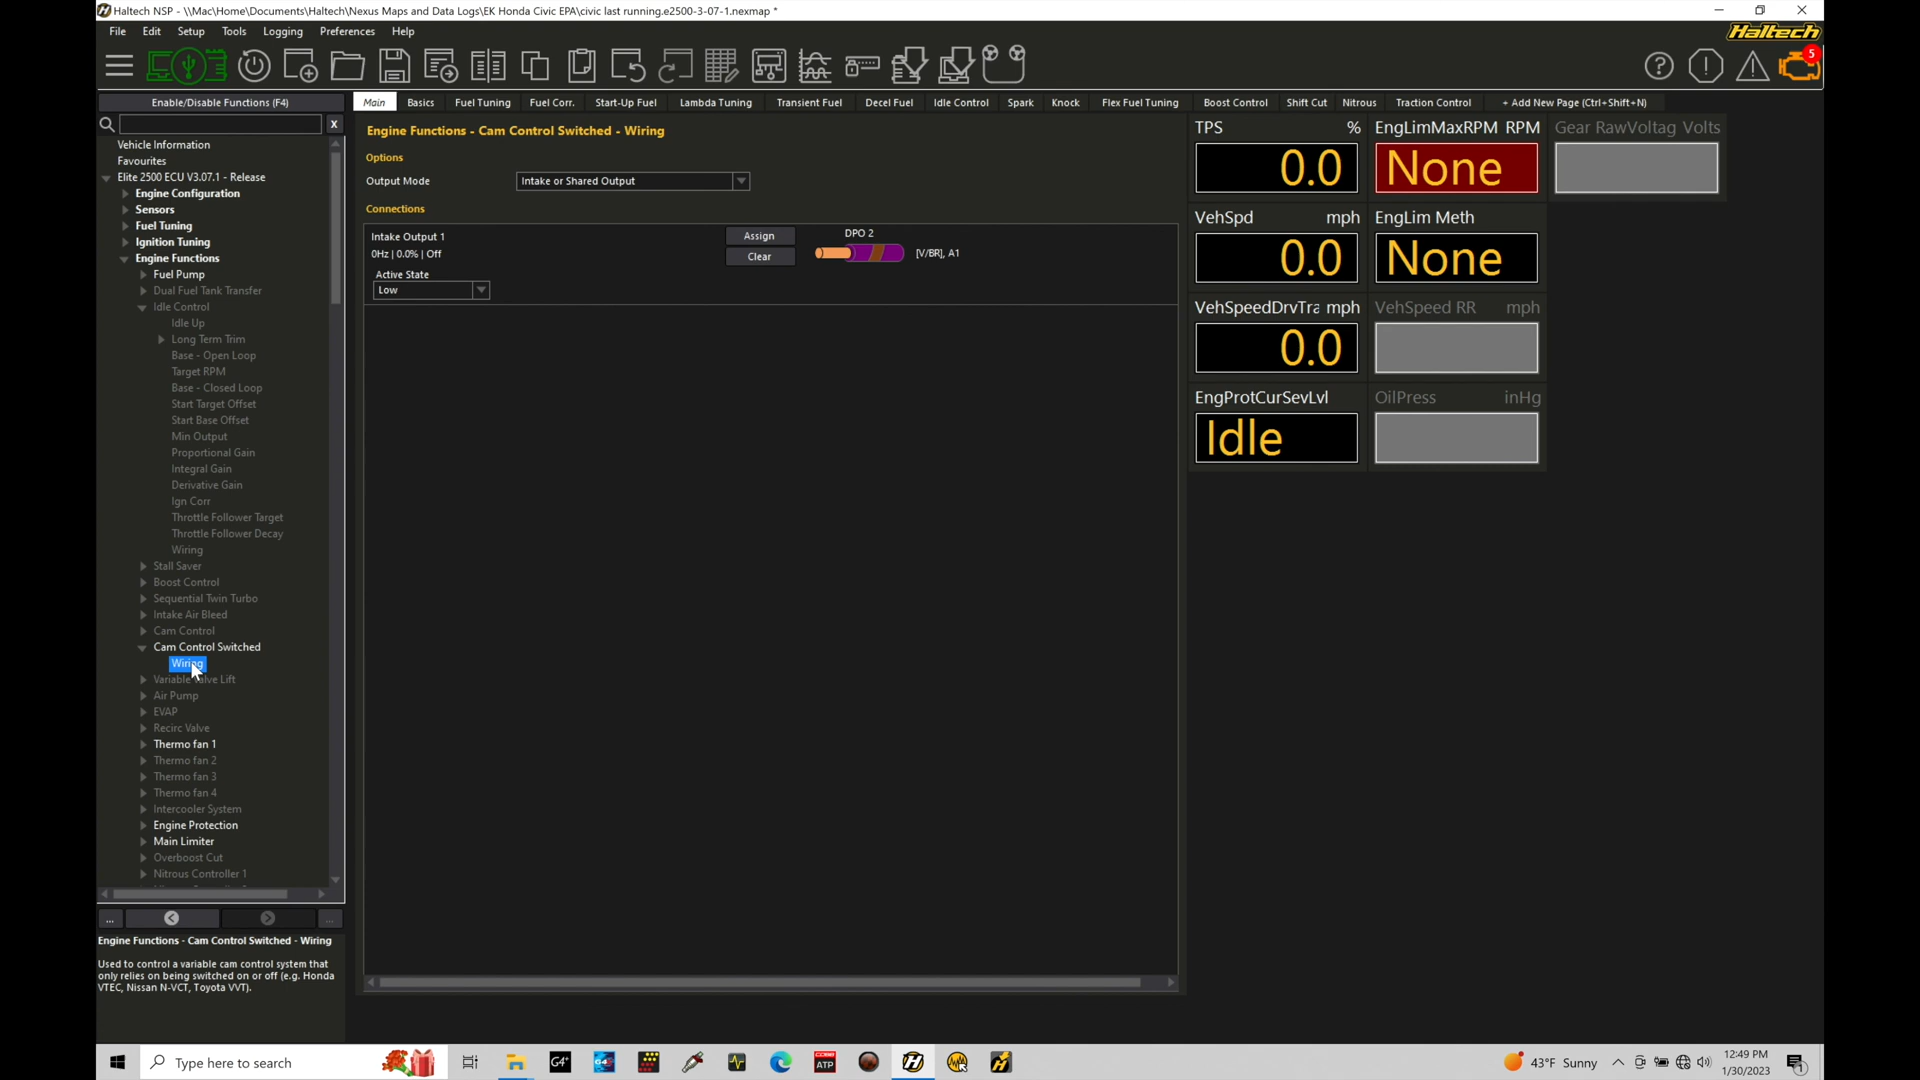 Haltech NSP - \\Mac\Home\Documents\Haltech\Nexus Maps and Data Logs\EK Honda Civic EPA\civic last running.e2500-3-07-1.nexmap *
File Edit Setup Tools Logging Preferences Help
Haltech
5
Enable/Disable Functions (F4)
Main Basics Fuel Tuning Fuel Corr. Start-Up Fuel Lambda Tuning Transient Fuel Decel Fuel Idle Control Spark Knock Flex Fuel Tuning Boost Control Shift Cut Nitrous Traction Control + Add New Page (Ctrl+Shift+N)
x
Vehicle Information
Favourites
Elite 2500 ECU V3.07.1 - Release
Engine Configuration
Sensors
Fuel Tuning
Ignition Tuning
Engine Functions
Fuel Pump
Dual Fuel Tank Transfer
Idle Control
Idle Up
Long Term Trim
Base - Open Loop
Target RPM
Base - Closed Loop
Start Target Offset
Start Base Offset
Min Output
Proportional Gain
Integral Gain
Derivative Gain
Ign Corr
Throttle Follower Target
Throttle Follower Decay
Wiring
Stall Saver
Boost Control
Sequential Twin Turbo
Intake Air Bleed
Cam Control
Cam Control Switched
Wiring
Variable Valve Lift
Air Pump
EVAP
Recirc Valve
Thermo fan 1
Thermo fan 2
Thermo fan 3
Thermo fan 4
Intercooler System
Engine Protection
Main Limiter
Overboost Cut
Nitrous Controller 1
... ...
Engine Functions - Cam Control Switched - Wiring
Used to control a variable cam control system that
only relies on being switched on or off (e.g. Honda
VTEC, Nissan N-VCT, Toyota VVT).
Engine Functions - Cam Control Switched - Wiring
Options
Output Mode Intake or Shared Output
Connections
Intake Output 1 Assign DPO 2
0Hz | 0.0% | Off Clear [V/BR], A1
Active State
Low
TPS % EngLimMaxRPM RPM Gear RawVoltag Volts
0.0 None
VehSpd mph EngLim Meth
0.0 None
VehSpeedDrvTra mph VehSpeed RR mph
0.0
EngProtCurSevLvl OilPress inHg
Idle
Type here to search G4+ G4X COBB ATP 43°F Sunny 12:49 PM
1/30/2023
1